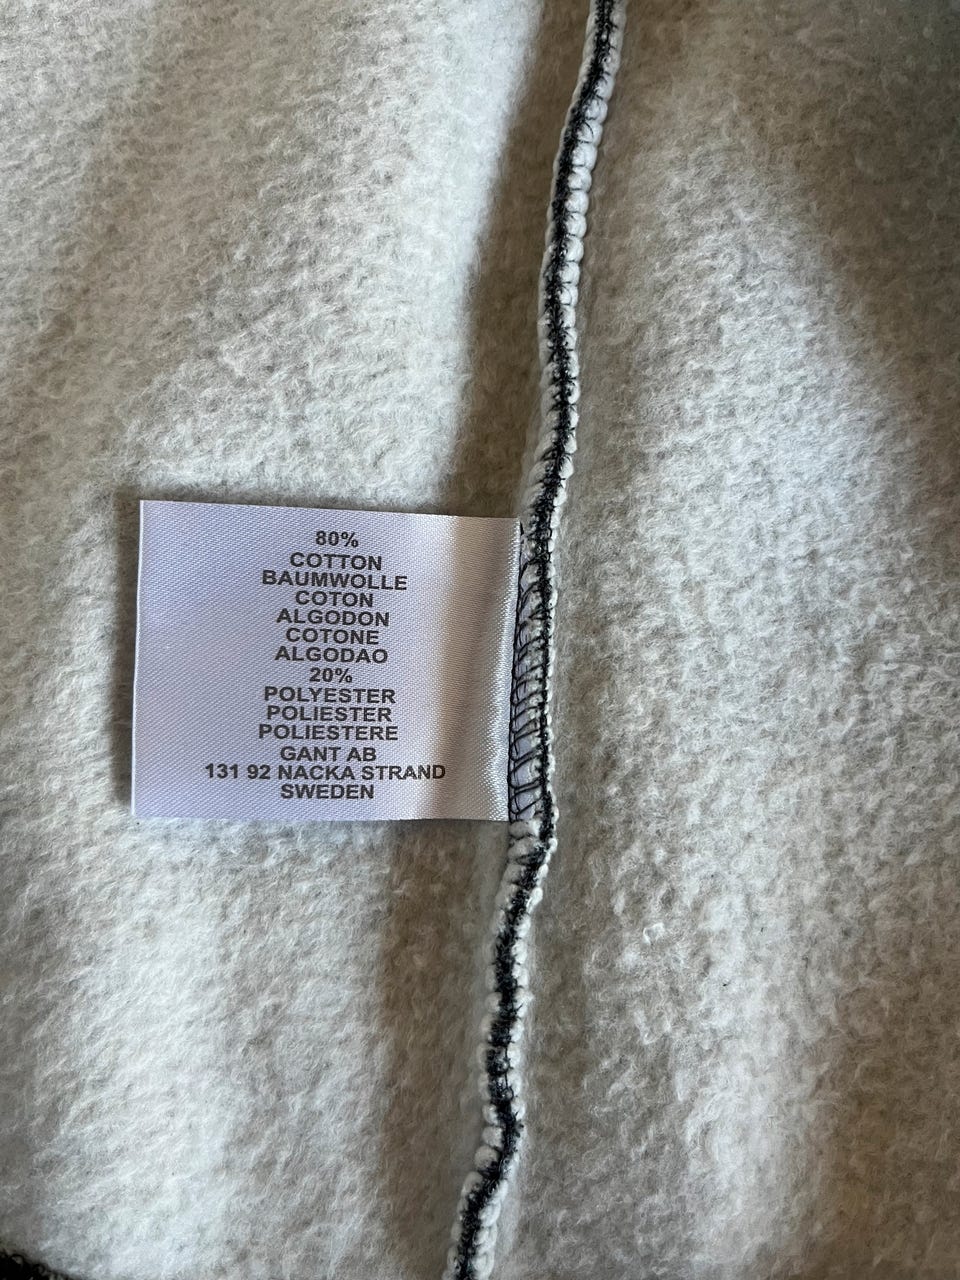 80%
COTTON
BAUMWOLLE
COTON
ALGODON
COTONE
ALGODAO
20%
POLYESTER
POLIESTER
POLIESTERE
GANT AB
131 92 NACKA STRAND
SWEDEN